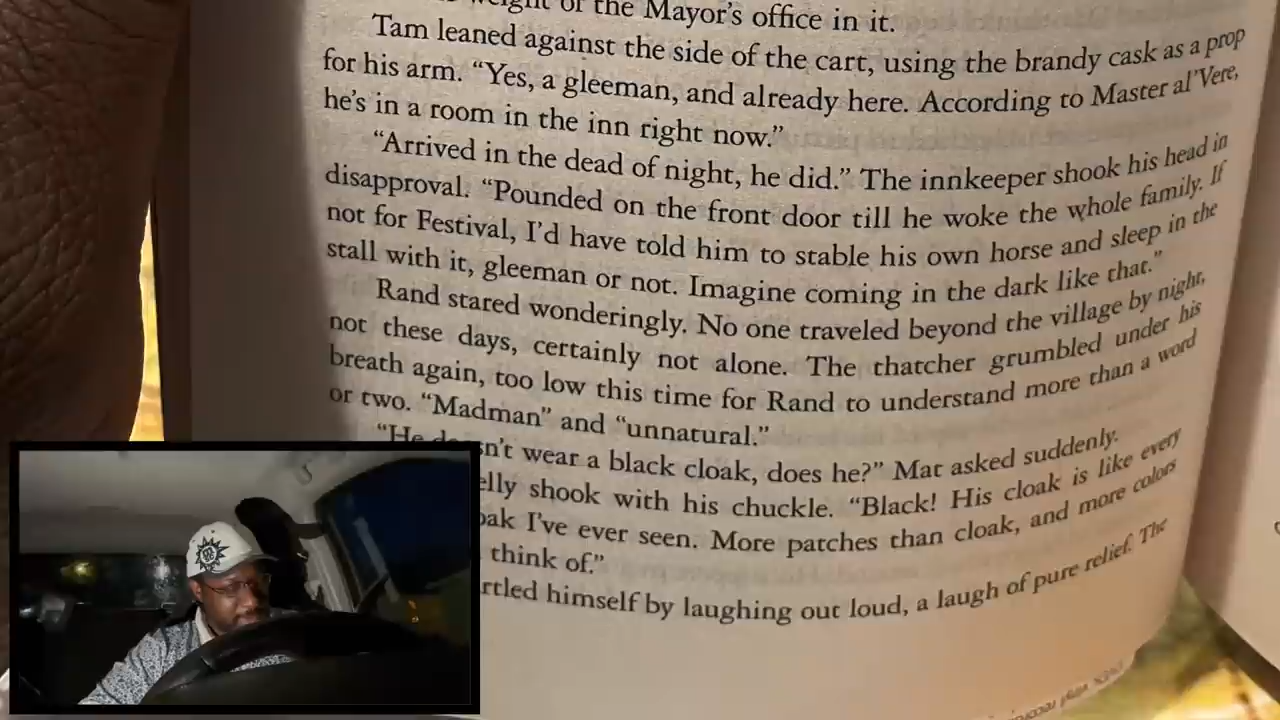 weight of the Mayor's office in it.
Tam leaned against the side of the cart, using the brandy cask as a prop
for his arm. “Yes, a gleeman, and already here. According to Master al'Vere,
he's in a room in the inn right now.”
“Arrived in the dead of night, he did.” The innkeeper shook his head in
disapproval. “Pounded on the front door till he woke the whole family. If
not for Festival, I'd have told him to stable his own horse and sleep in the
stall with it, gleeman or not. Imagine coming in the dark like that.”
Rand stared wonderingly. No one traveled beyond the village by night,
not these days, certainly not alone. The thatcher grumbled under his
breath again, too low this time for Rand to understand more than a word
or two. “Madman” and “unnatural.”
“He doesn't wear a black cloak, does he?” Mat asked suddenly.
elly shook with his chuckle. “Black! His cloak is like every
oak I've ever seen. More patches than cloak, and more colors
think of.”
rtled himself by laughing out loud, a laugh of pure relief. The